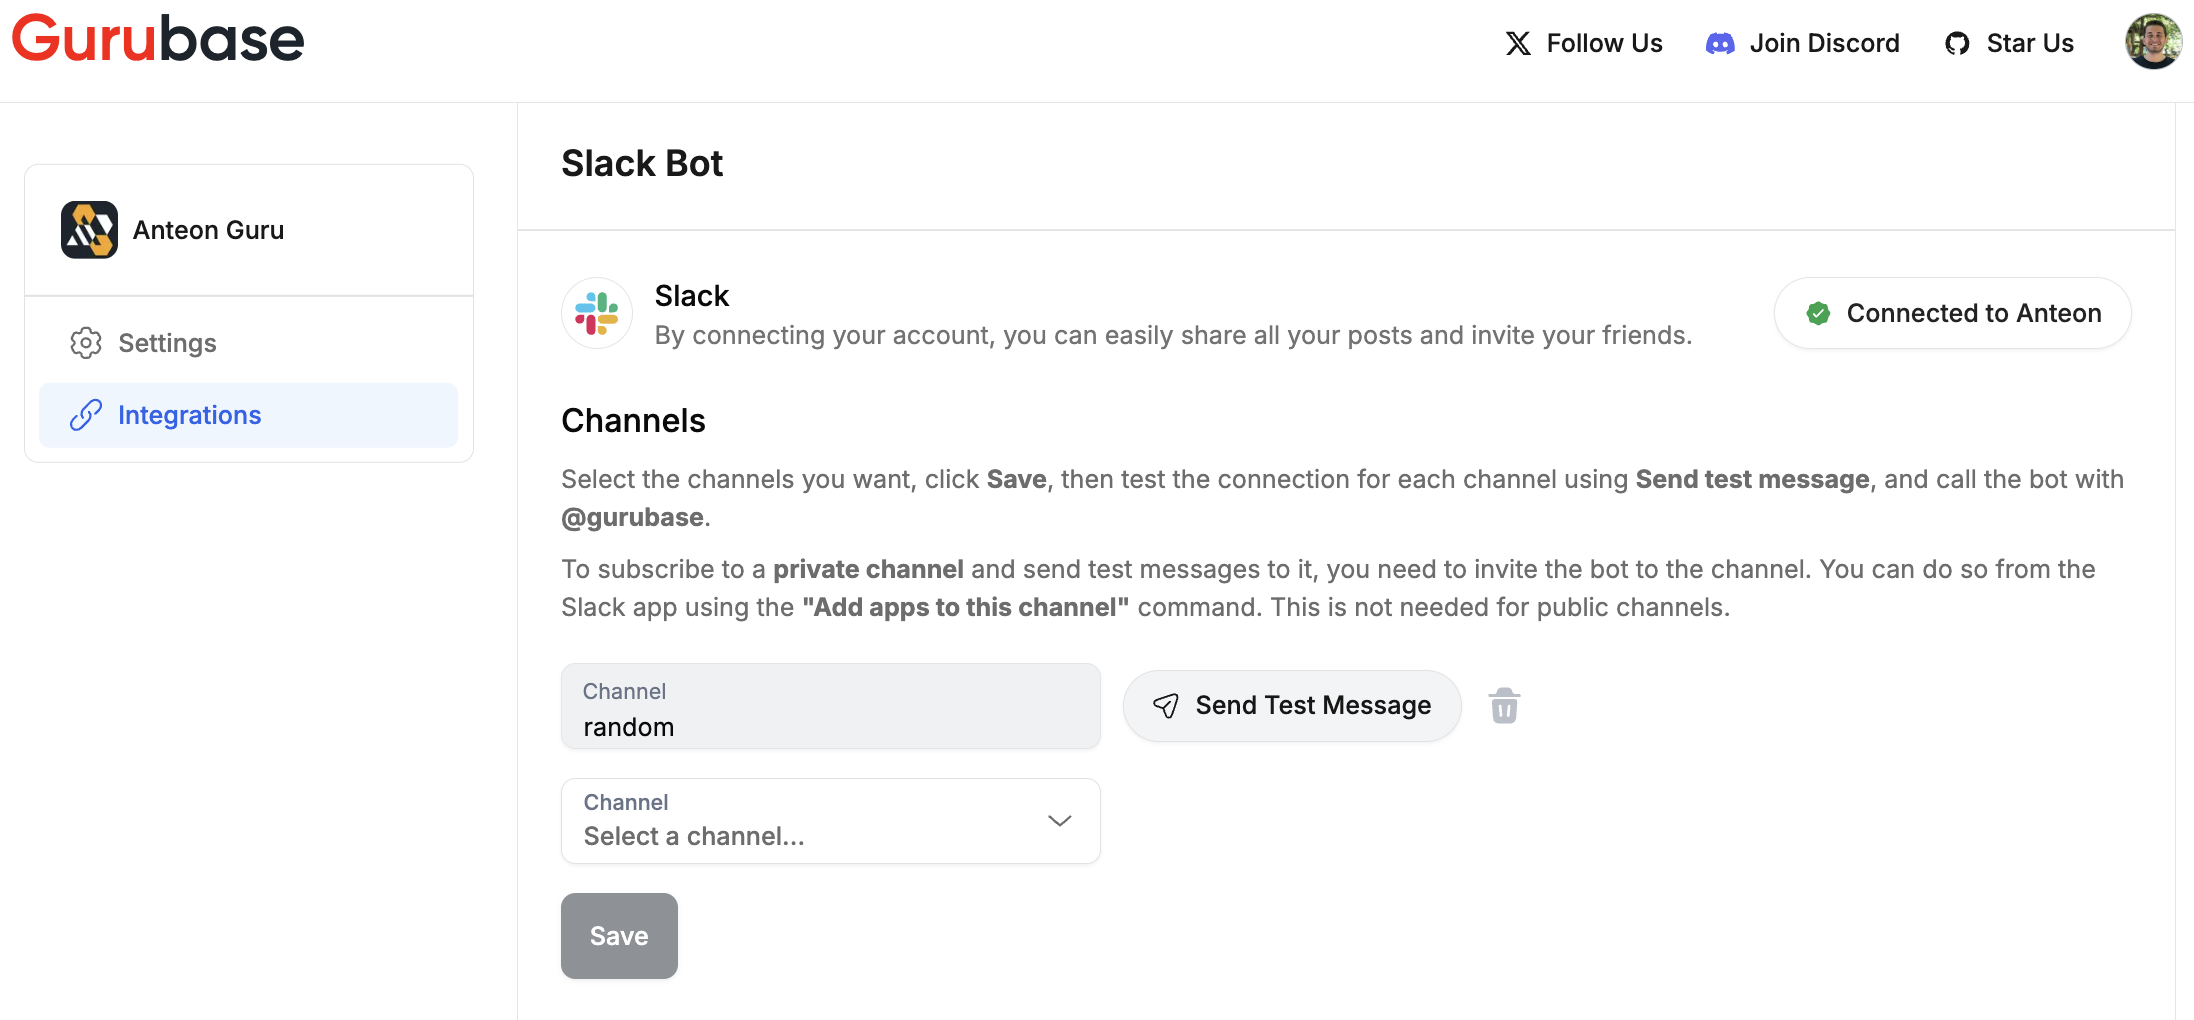 Gurubase
Follow Us
Join Discord
Star Us
Anteon Guru
Settings
Integrations
Slack Bot
Slack
By connecting your account, you can easily share all your posts and invite your friends.
Connected to Anteon
Channels
Select the channels you want, click Save, then test the connection for each channel using Send test message, and call the bot with
@gurubase.
To subscribe to a private channel and send test messages to it, you need to invite the bot to the channel. You can do so from the
Slack app using the "Add apps to this channel" command. This is not needed for public channels.
Channel
random
Send Test Message
Channel
Select a channel...
Save